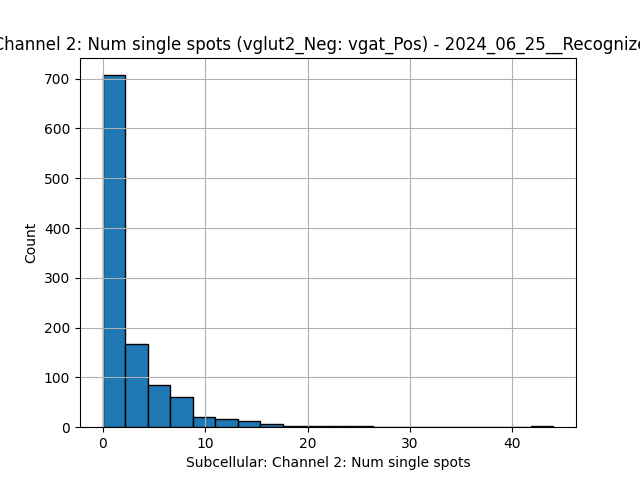 Channel 2: Num single spots (vglut2_Neg: vgat_Pos) - 2024_06_25__Recognize
700
600
500
400
300
200
100
0
Count
0 10 20 30 40
Subcellular: Channel 2: Num single spots